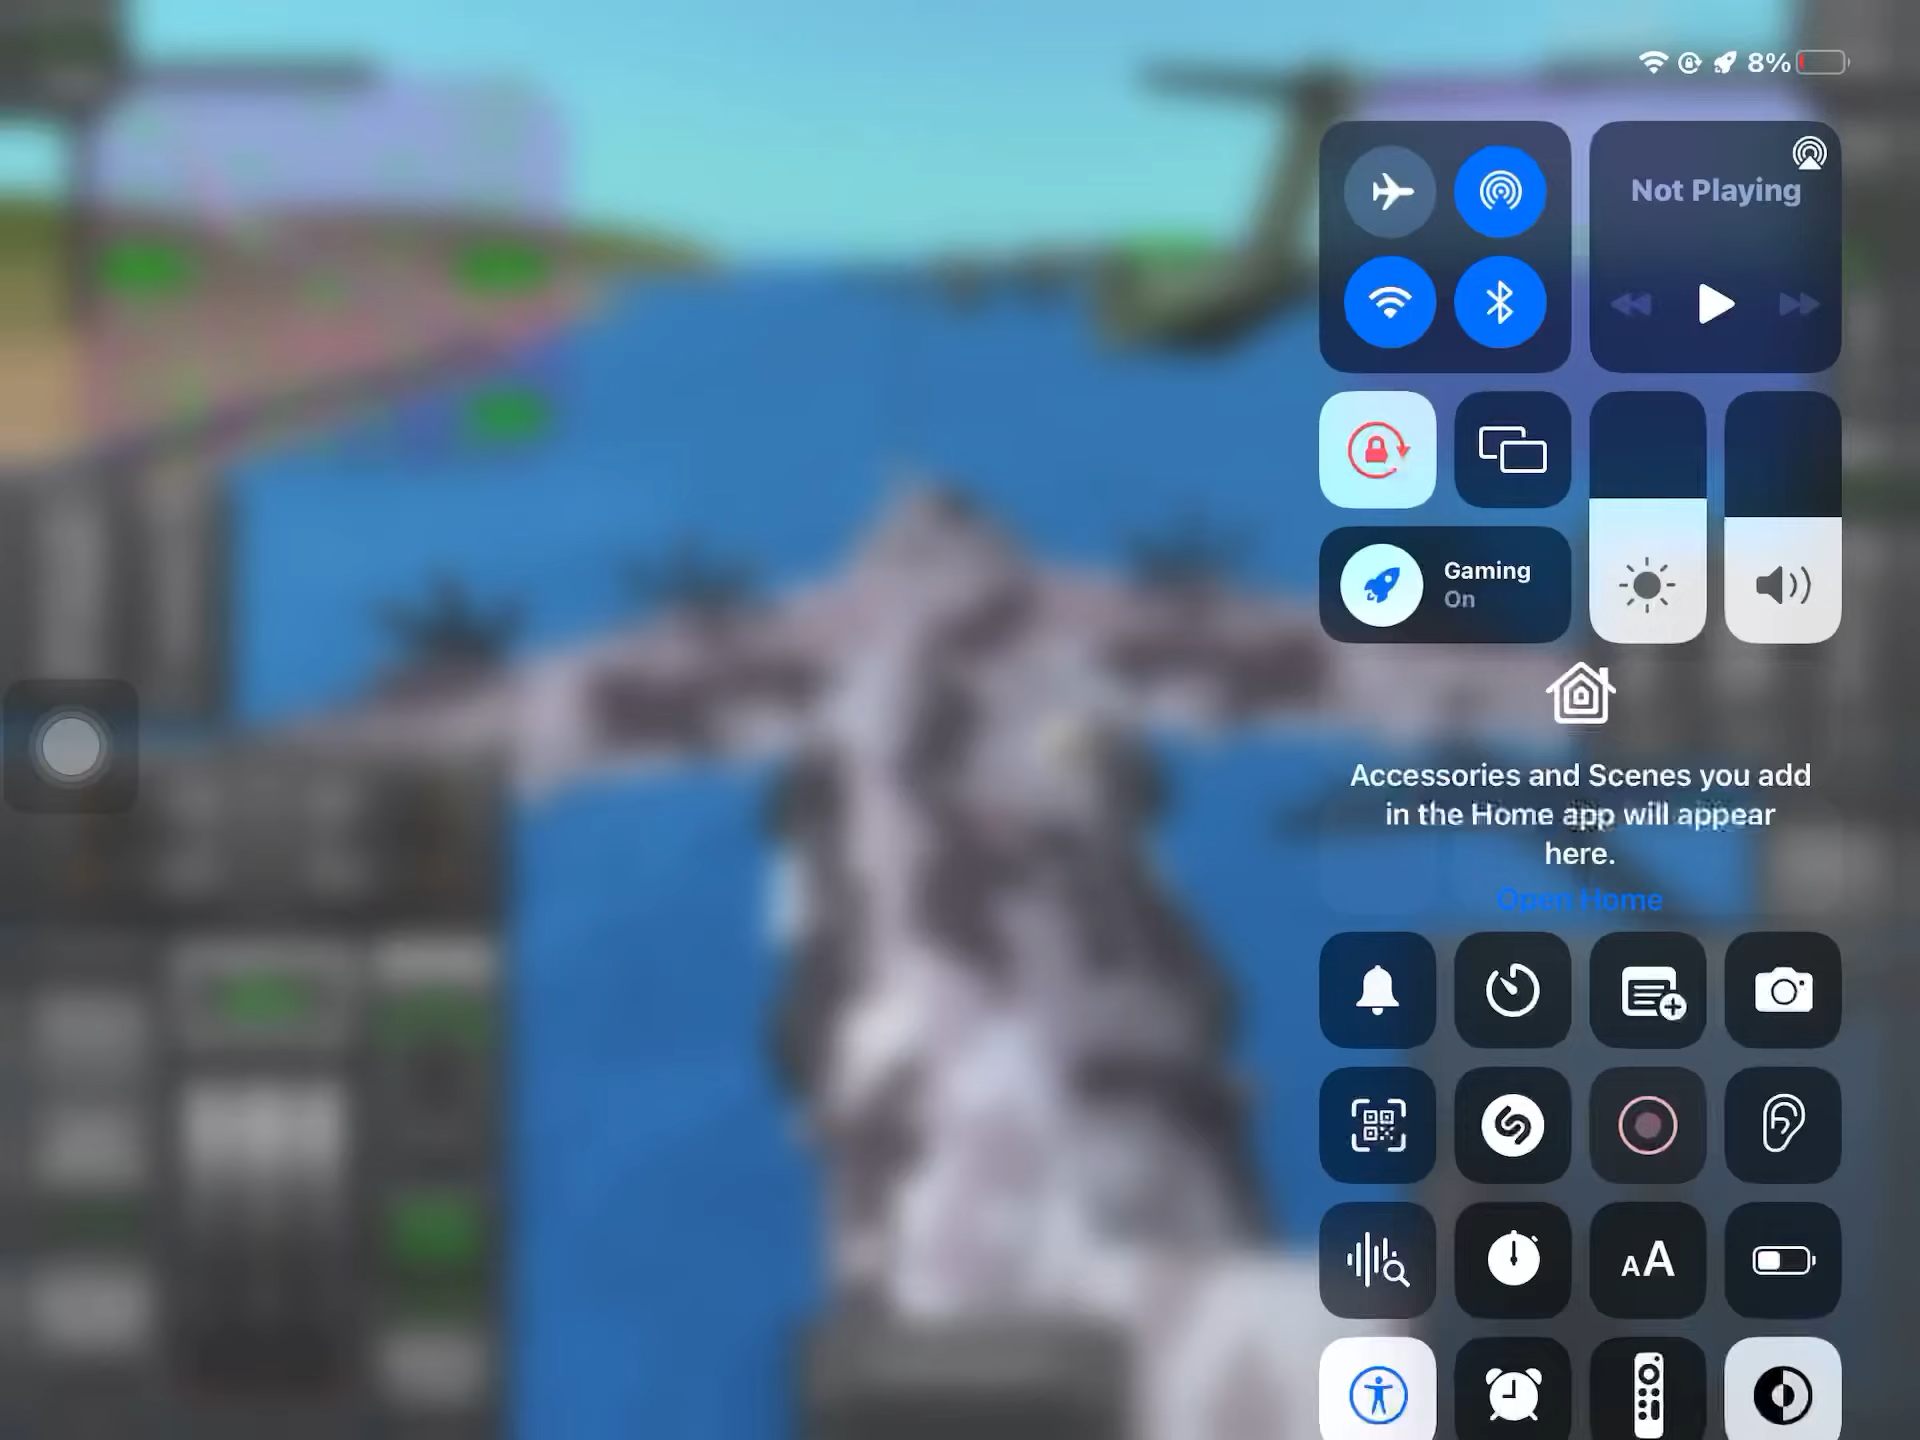 8%
Not Playing
Gaming
On
Accessories and Scenes you add
in the Home app will appear
here.
Open Home
AA